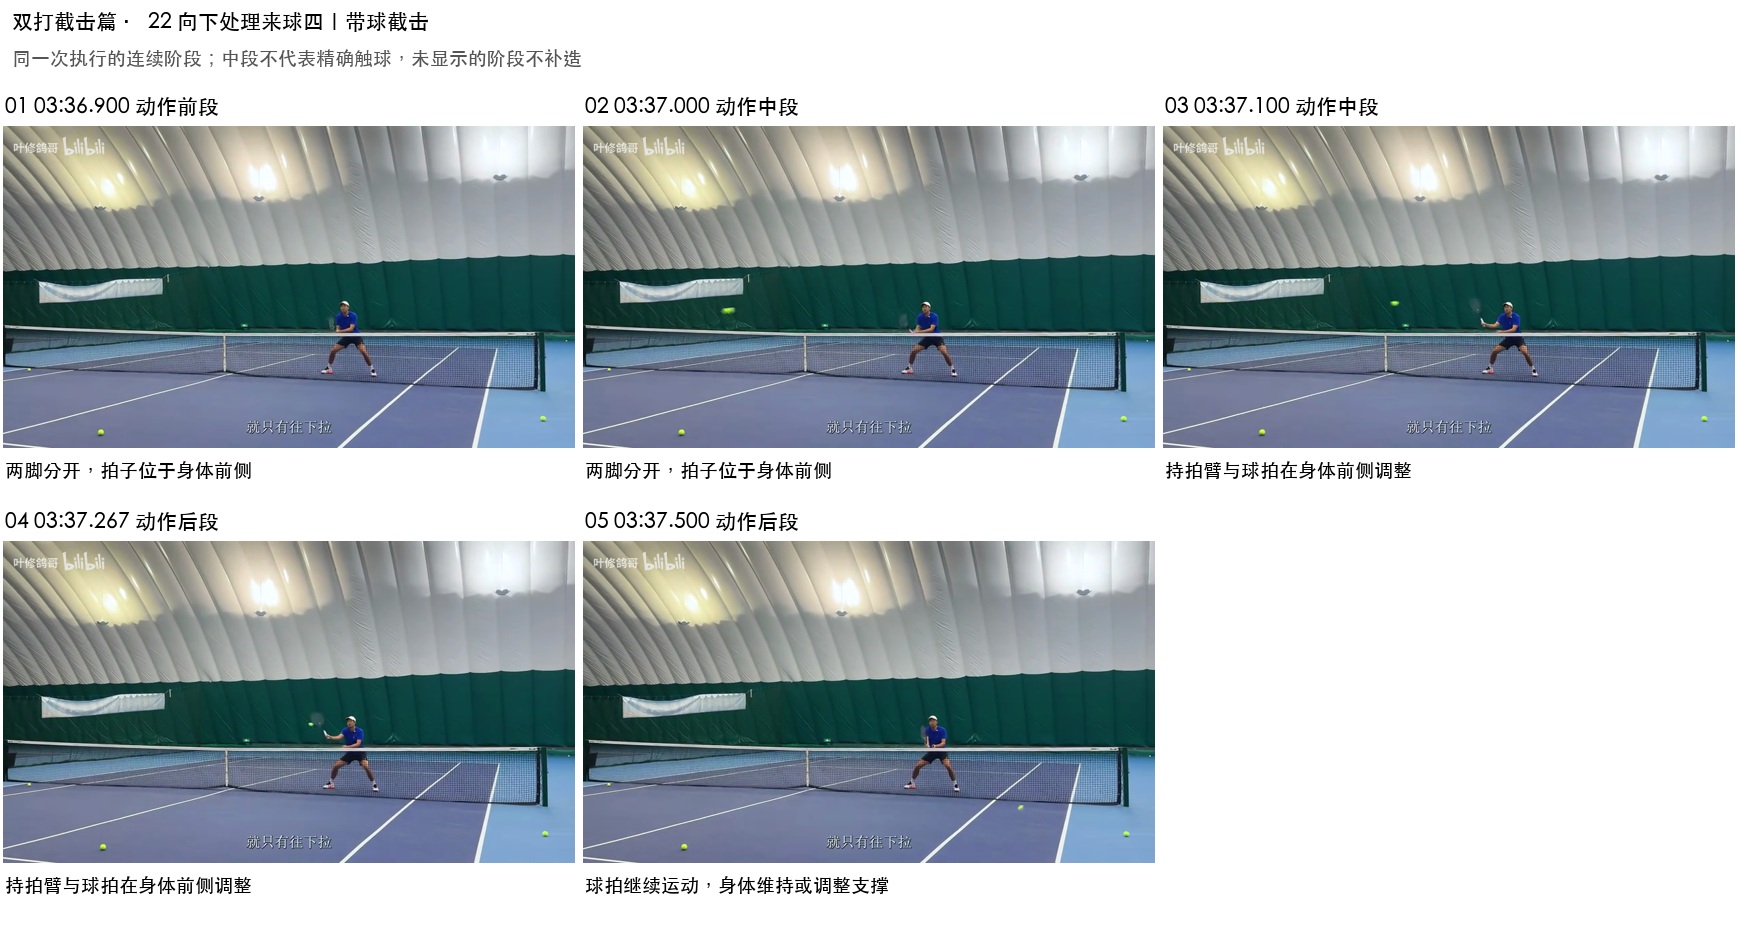 双打截击篇· 22 向下处理来球四｜带球截击
同一次执行的连续阶段；中段不代表精确触球，未显示的阶段不补造
01 03:36.900 动作前段
02 03:37.000 动作中段
03 03:37.100 动作中段
叶修鸽哥 bilibili
叶修鸽哥 bilibili
叶修鸽哥 bilibili
就只有往下拉
就只有往下拉
就只有往下拉
两脚分开，拍子位于身体前侧
两脚分开，拍子位于身体前侧
持拍臂与球拍在身体前侧调整
04 03:37.267 动作后段
05 03:37.500 动作后段
叶修鸽哥 bilibili
叶修鸽哥 bilibili
就只有往下拉
就只有往下拉
持拍臂与球拍在身体前侧调整
球拍继续运动，身体维持或调整支撑